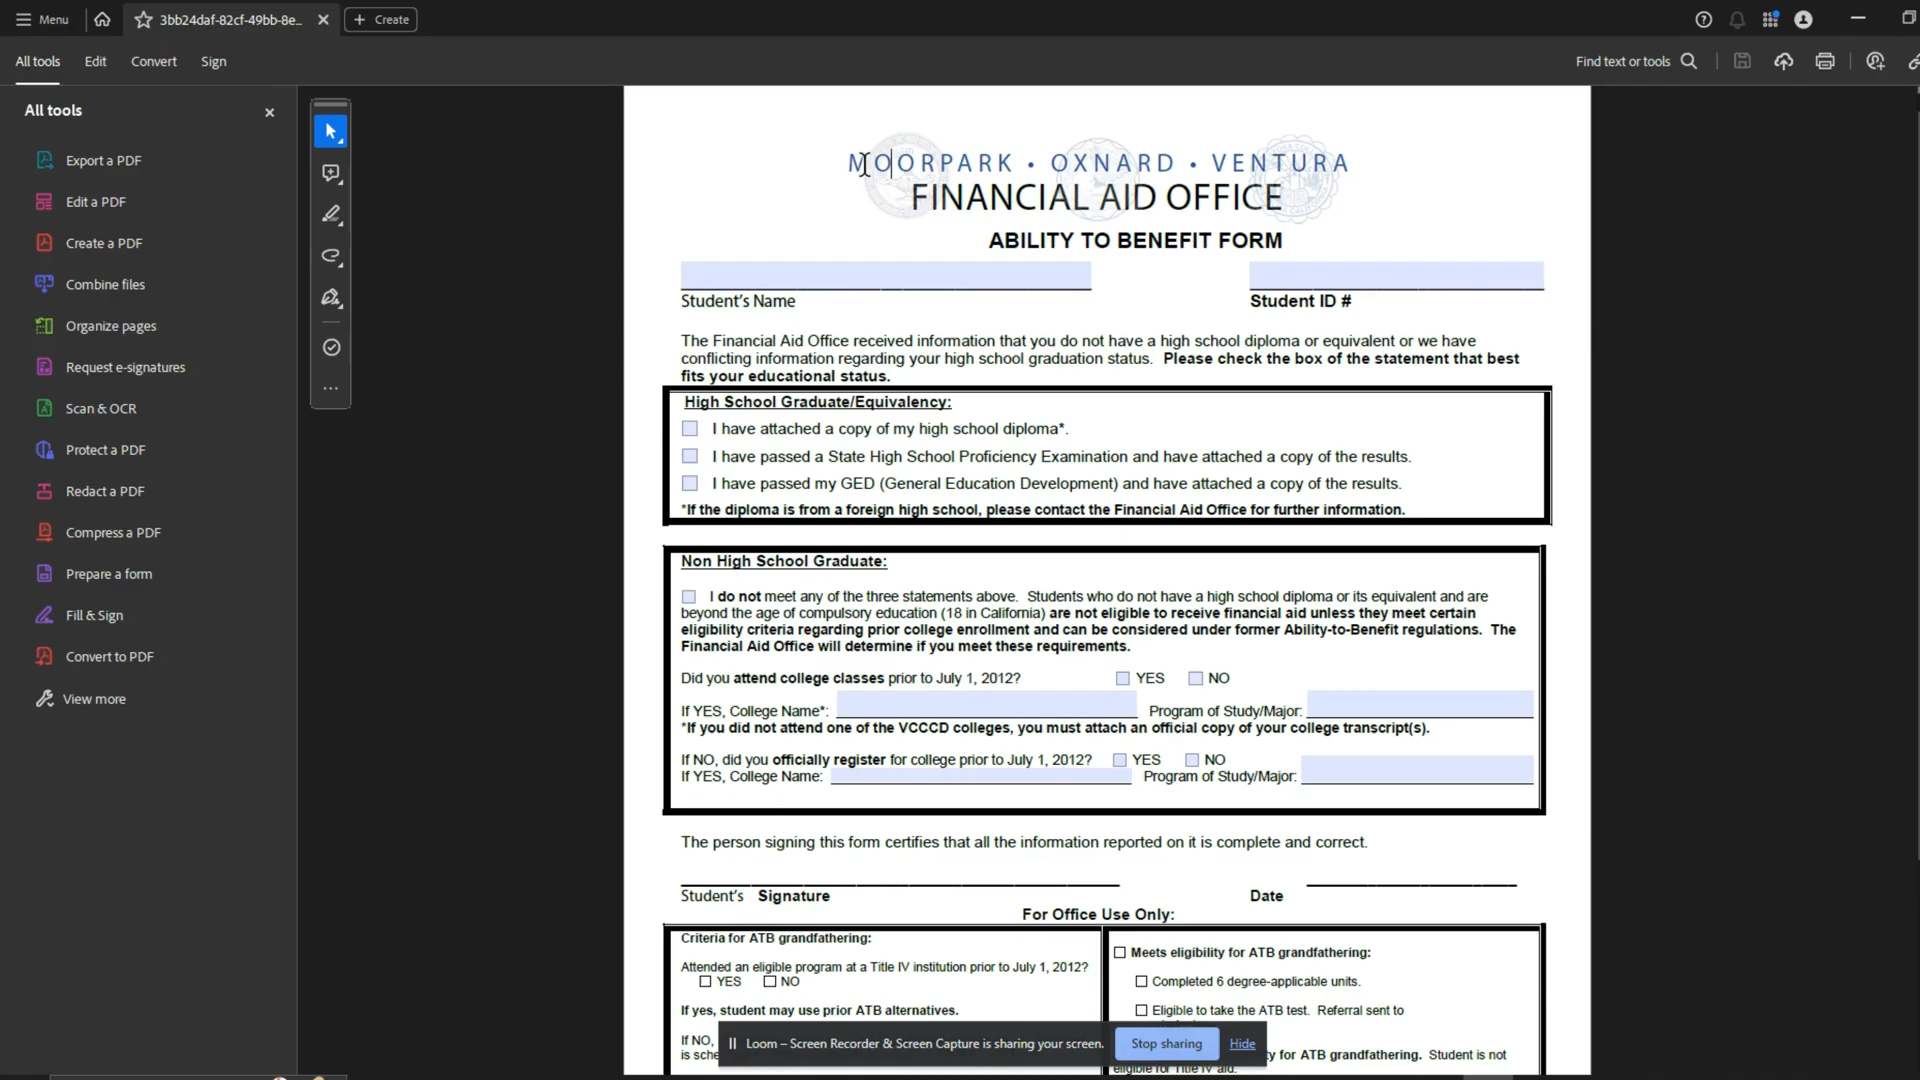 Menu
3bb24daf-82cf-49bb-8e...
Create
All tools
Edit
Convert
Sign
Find text or tools
All tools
Export a PDF
Edit a PDF
Create a PDF
Combine files
Organize pages
Request e-signatures
Scan & OCR
Protect a PDF
Redact a PDF
Compress a PDF
Prepare a form
Fill & Sign
Convert to PDF
View more
MOORPARK • OXNARD • VENTURA
FINANCIAL AID OFFICE
ABILITY TO BENEFIT FORM
Student's Name
Student ID #
The Financial Aid Office received information that you do not have a high school diploma or equivalent or we have
conflicting information regarding your high school graduation status. Please check the box of the statement that best
fits your educational status.
High School Graduate/Equivalency:
I have attached a copy of my high school diploma*.
I have passed a State High School Proficiency Examination and have attached a copy of the results.
I have passed my GED (General Education Development) and have attached a copy of the results.
*If the diploma is from a foreign high school, please contact the Financial Aid Office for further information.
Non High School Graduate:
I do not meet any of the three statements above. Students who do not have a high school diploma or its equivalent and are
beyond the age of compulsory education (18 in California) are not eligible to receive financial aid unless they meet certain
eligibility criteria regarding prior college enrollment and can be considered under former Ability-to-Benefit regulations. The
Financial Aid Office will determine if you meet these requirements.
Did you attend college classes prior to July 1, 2012? YES NO
If YES, College Name*: Program of Study/Major:
*If you did not attend one of the VCCCD colleges, you must attach an official copy of your college transcript(s).
If NO, did you officially register for college prior to July 1, 2012? YES NO
If YES, College Name: Program of Study/Major:
The person signing this form certifies that all the information reported on it is complete and correct.
Student's Signature
Date
For Office Use Only:
Criteria for ATB grandfathering:
Attended an eligible program at a Title IV institution prior to July 1, 2012?
YES NO
If yes, student may use prior ATB alternatives.
If NO,
is sche
Meets eligibility for ATB grandfathering:
Completed 6 degree-applicable units.
Eligible to take the ATB test. Referral sent to
y for ATB grandfathering. Student is not
eligible for Title IV aid.
Loom – Screen Recorder & Screen Capture is sharing your screen.
Stop sharing
Hide